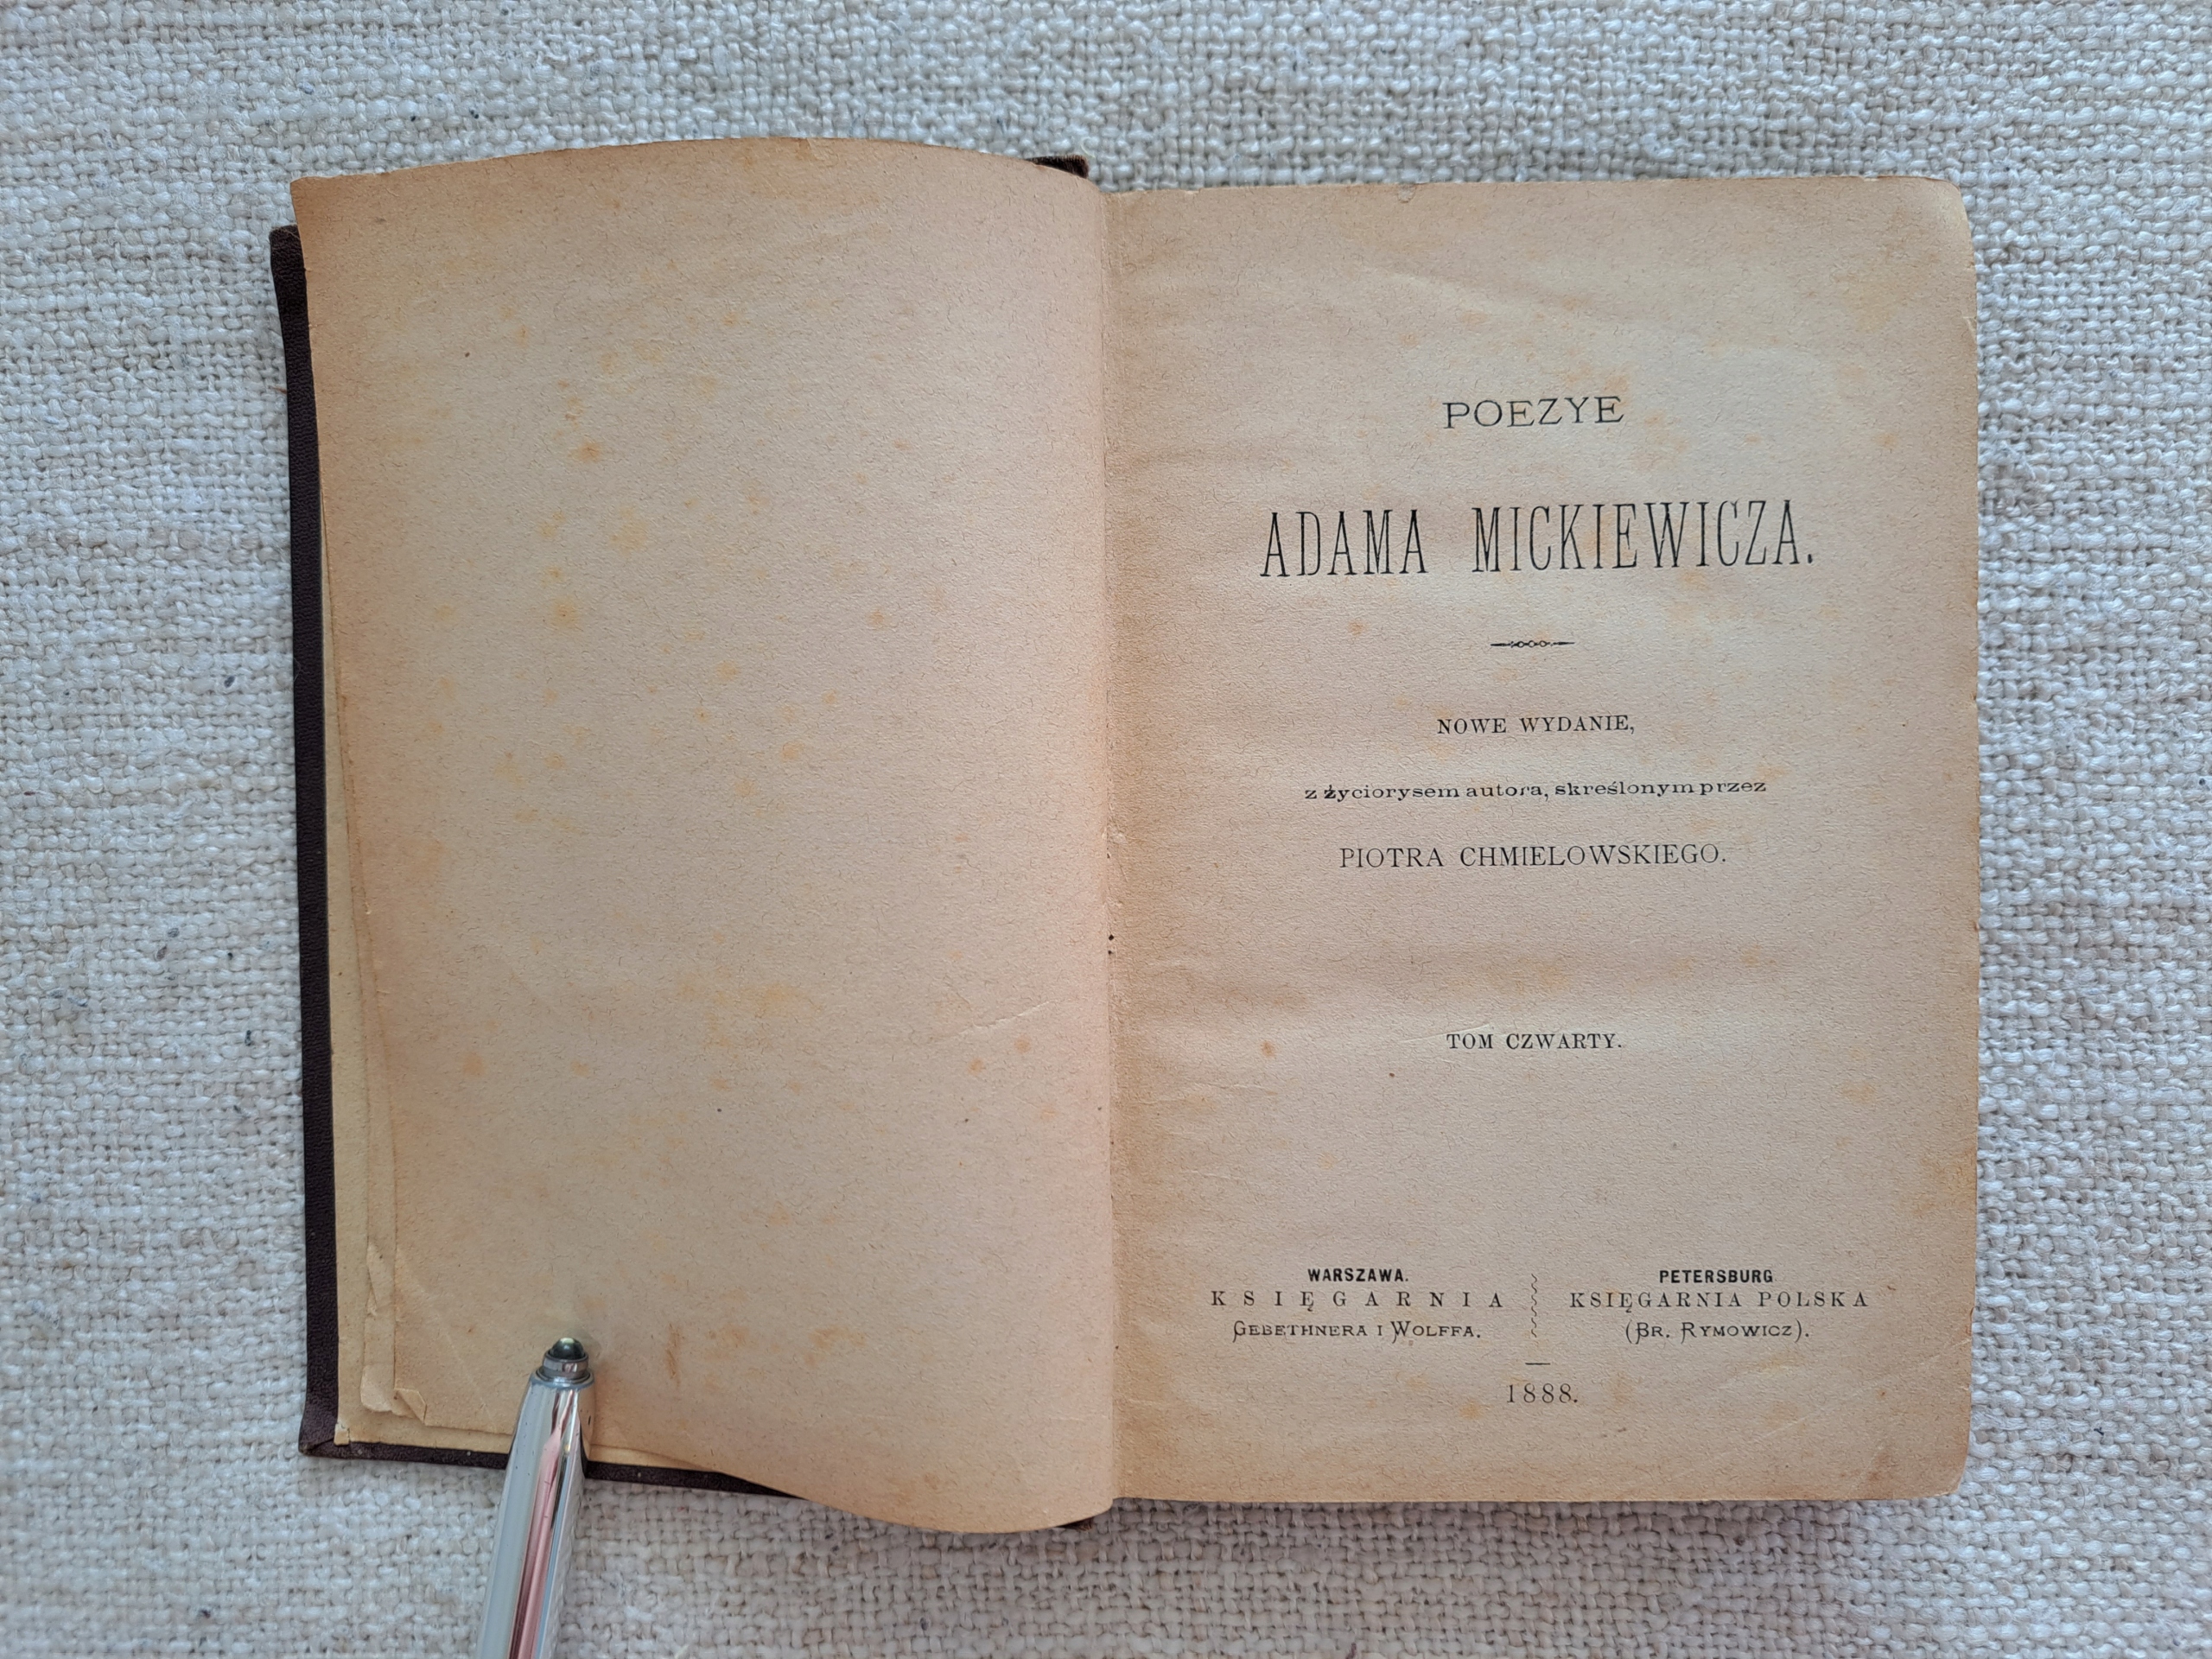 POEZYE
ADAMA MICKIEWICZA.
NOWE WYDANIE,
z życiorysem autora, skreślonym przez
PIOTRA CHMIELOWSKIEGO.
TOM CZWARTY.
WARSZAWA.
KSIĘGARNIA
GEBETHNERA I WOLFFA.
PETERSBURG
KSIĘGARNIA POLSKA
(BR. RYMOWICZ).
1888.